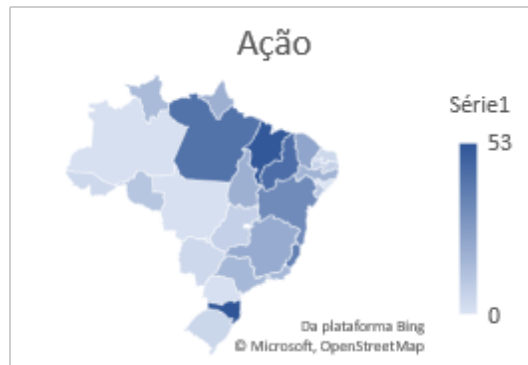 Ação
Série1
53
0
Da plataforma Bing
© Microsoft, OpenStreetMap